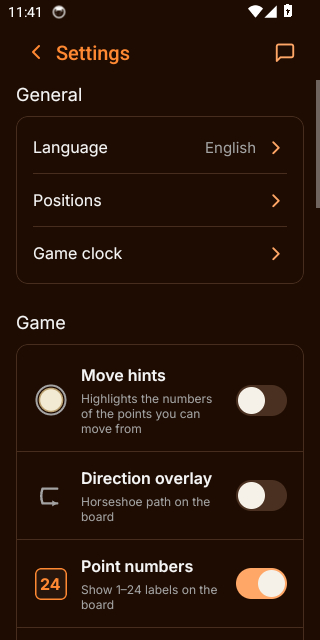 11:41
Settings
General
Language
English
Positions
Game clock
Game
Move hints
Highlights the numbers
of the points you can
move from
Direction overlay
Horseshoe path on the
board
24
Point numbers
Show 1–24 labels on the
board